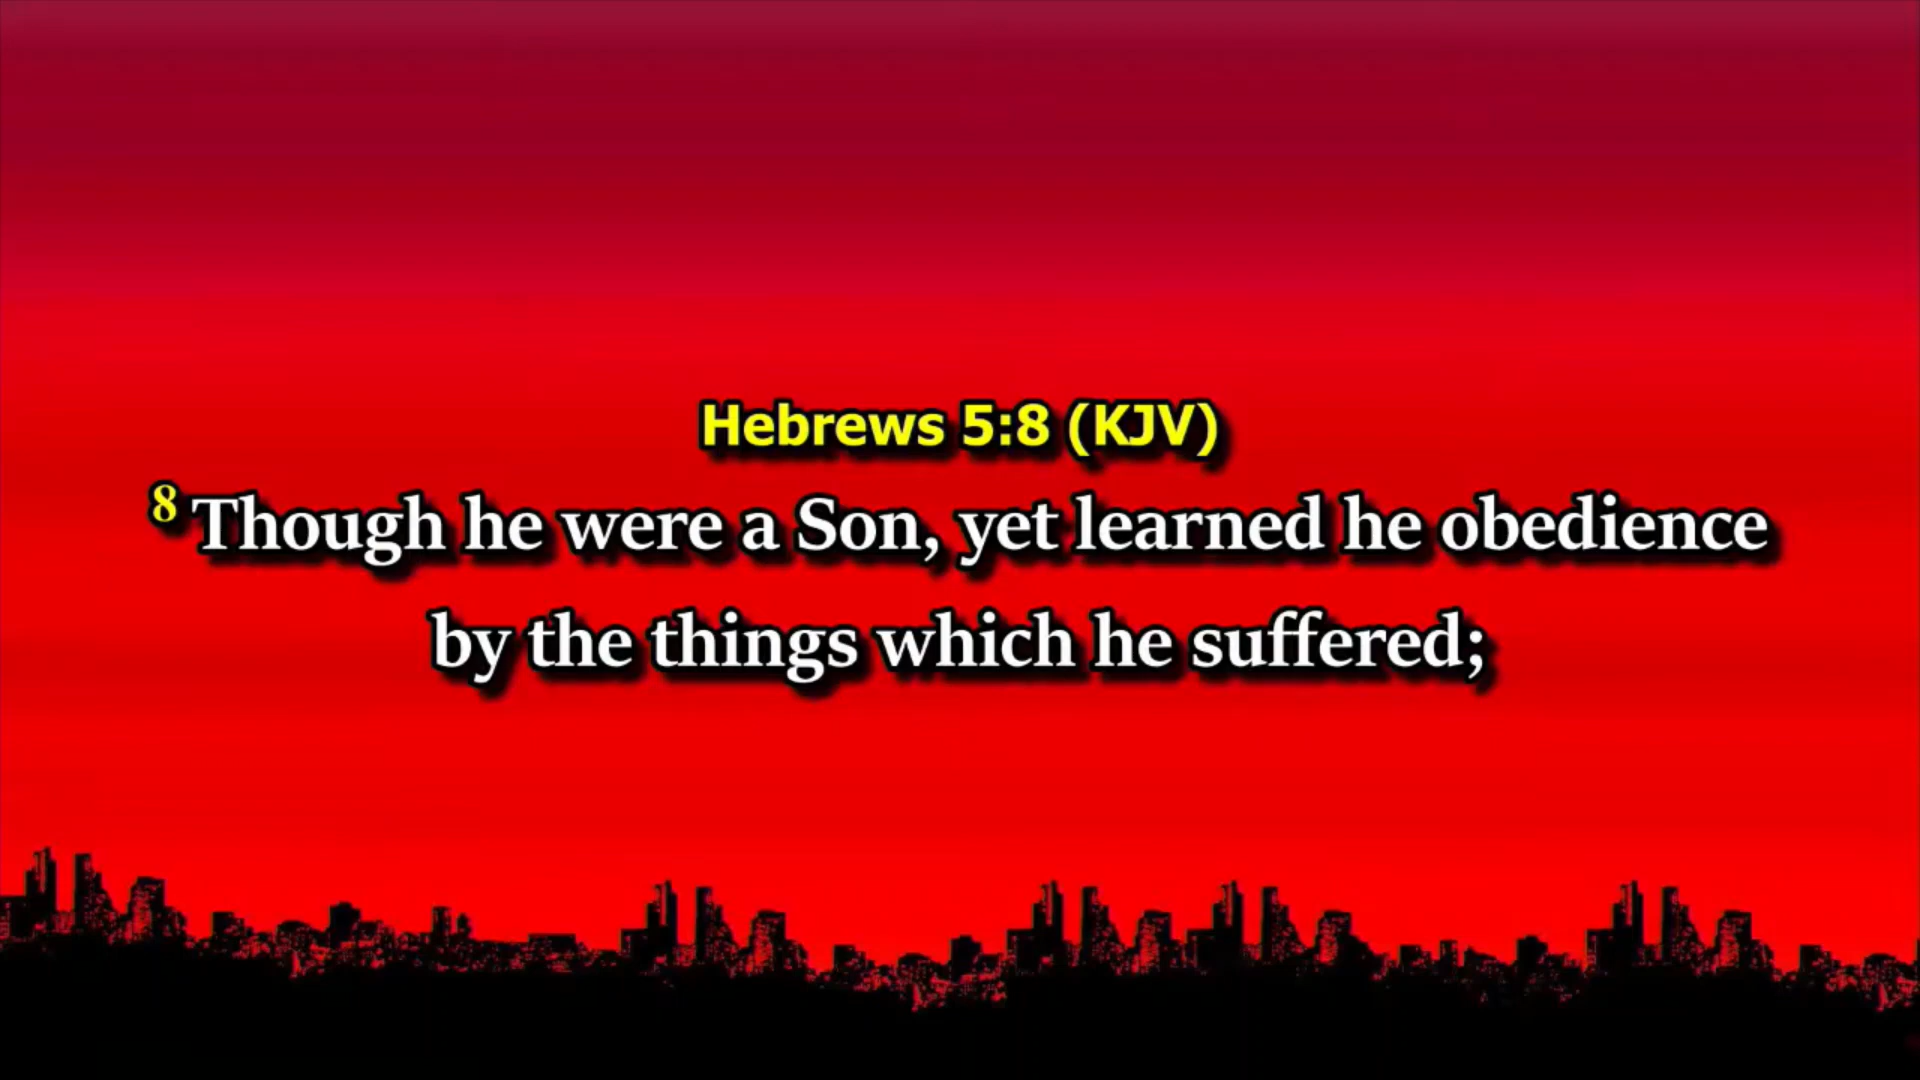 Hebrews 5:8 (KJV)
8 Though he were a Son, yet learned he obedience
by the things which he suffered;